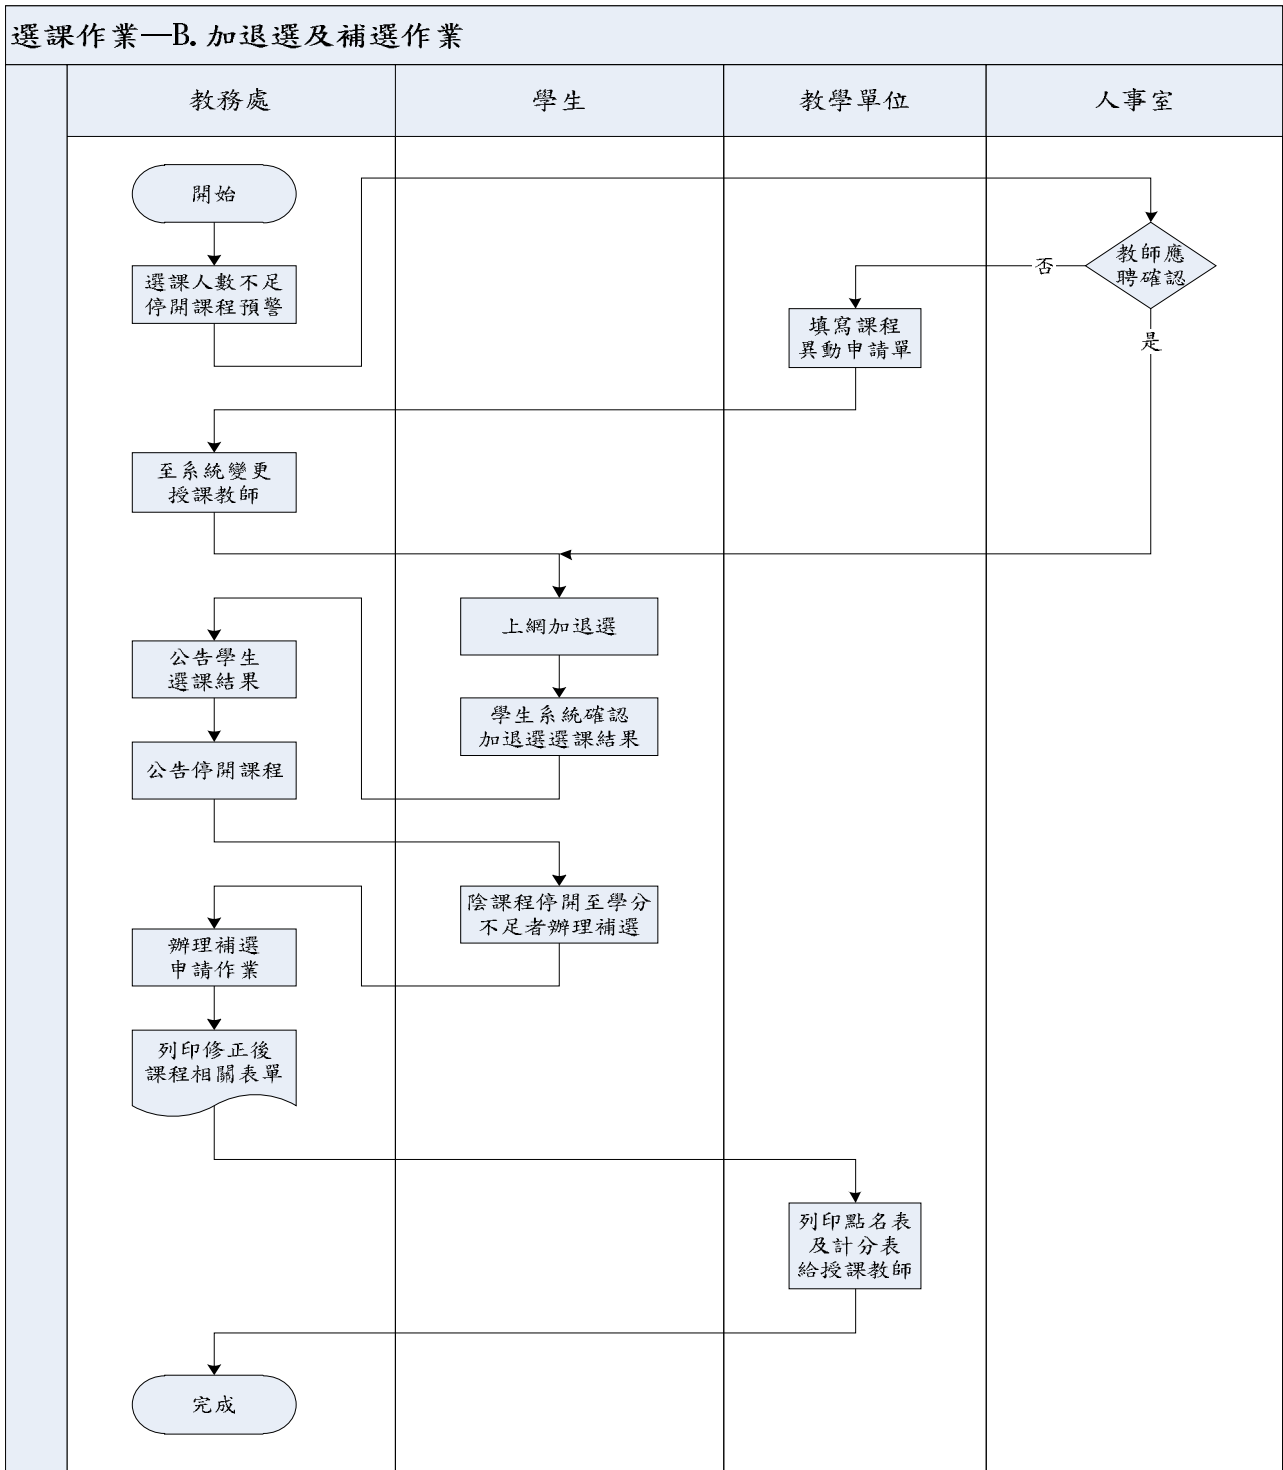 選課作業—B. 加退選及補選作業
教務處
學生
教學單位
人事室
開始
選課人數不足
停開課程預警
教師應
聘確認
否
是
填寫課程
異動申請單
至系統變更
授課教師
上網加退選
學生系統確認
加退選選課結果
公告學生
選課結果
公告停開課程
陰課程停開至學分
不足者辦理補選
辦理補選
申請作業
列印修正後
課程相關表單
列印點名表
及計分表
給授課教師
完成